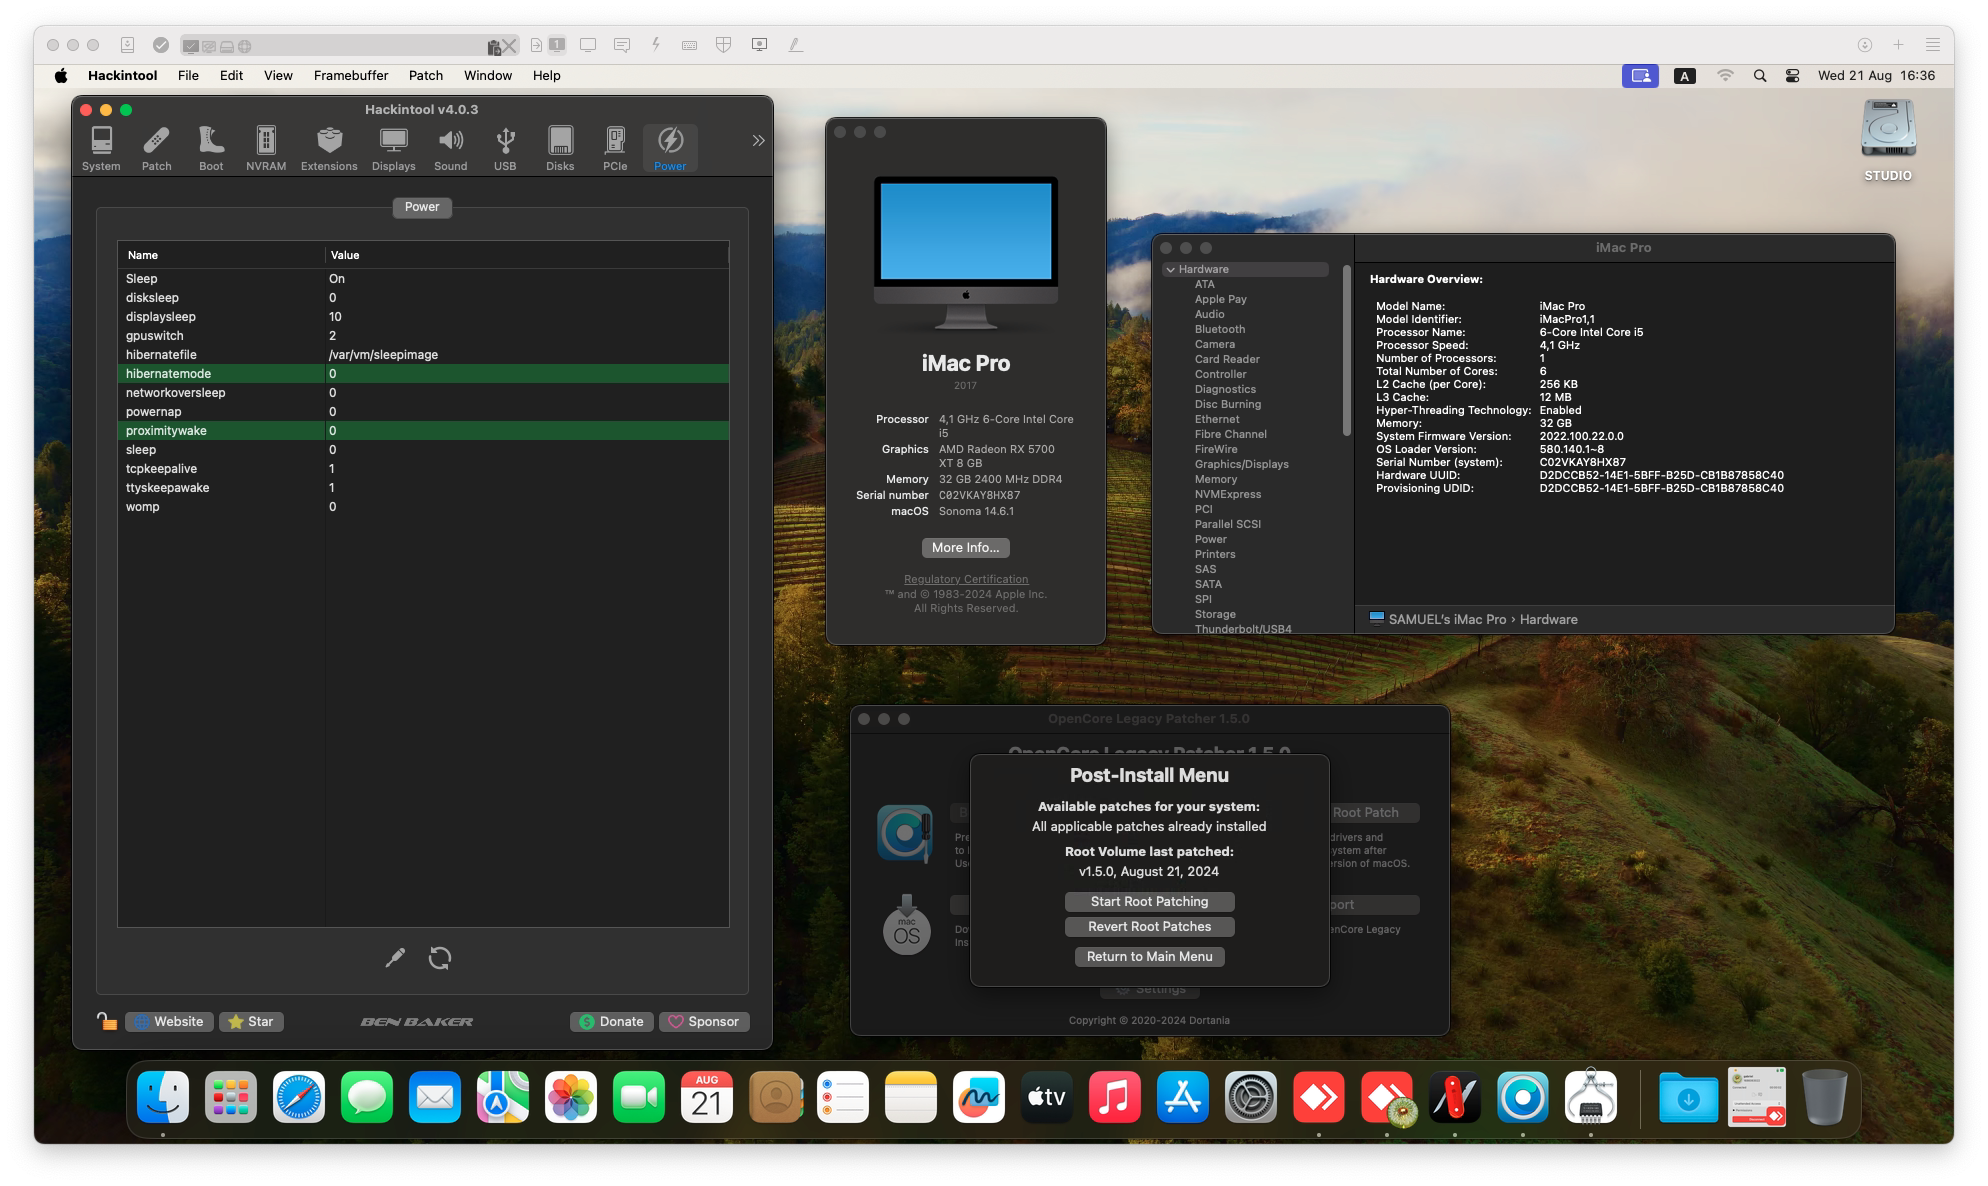 1
Hackintool File Edit View Framebuffer Patch Window Help
A Wed 21 Aug 16:36
Hackintool v4.0.3
System Patch Boot NVRAM Extensions Displays Sound USB Disks PCIe Power
Power
Name Value
Sleep On
disksleep 0
displaysleep 10
gpuswitch 2
hibernatefile /var/vm/sleepimage
hibernatemode 0
networkoversleep 0
powernap 0
proximitywake 0
sleep 0
tcpkeepalive 1
ttyskeepawake 1
womp 0
Website Star BEN BAKER Donate Sponsor
iMac Pro
2017
Processor 4,1 GHz 6-Core Intel Core
i5
Graphics AMD Radeon RX 5700
XT 8 GB
Memory 32 GB 2400 MHz DDR4
Serial number C02VKAY8HX87
macOS Sonoma 14.6.1
More Info...
Regulatory Certification
™ and © 1983-2024 Apple Inc.
All Rights Reserved.
STUDIO
iMac Pro
Hardware
ATA
Apple Pay
Audio
Bluetooth
Camera
Card Reader
Controller
Diagnostics
Disc Burning
Ethernet
Fibre Channel
FireWire
Graphics/Displays
Memory
NVMExpress
PCI
Parallel SCSI
Power
Printers
SAS
SATA
SPI
Storage
Thunderbolt/USB4
Hardware Overview:
Model Name: iMac Pro
Model Identifier: iMacPro1,1
Processor Name: 6-Core Intel Core i5
Processor Speed: 4,1 GHz
Number of Processors: 1
Total Number of Cores: 6
L2 Cache (per Core): 256 KB
L3 Cache: 12 MB
Hyper-Threading Technology: Enabled
Memory: 32 GB
System Firmware Version: 2022.100.22.0.0
OS Loader Version: 580.140.1~8
Serial Number (system): C02VKAY8HX87
Hardware UUID: D2DCCB52-14E1-5BFF-B25D-CB1B87858C40
Provisioning UDID: D2DCCB52-14E1-5BFF-B25D-CB1B87858C40
SAMUEL's iMac Pro › Hardware
OpenCore Legacy Patcher 1.5.0
OpenCore Legacy Patcher 1.5.0
Post-Install Menu
Available patches for your system:
All applicable patches already installed
Root Volume last patched:
v1.5.0, August 21, 2024
Start Root Patching
Revert Root Patches
Return to Main Menu
B
Pre
to
Us
mac
OS
Do
Ins
Root Patch
drivers and
ystem after
ersion of macOS.
port
enCore Legacy
Settings
Copyright © 2020-2024 Dortania
AUG
21
tv